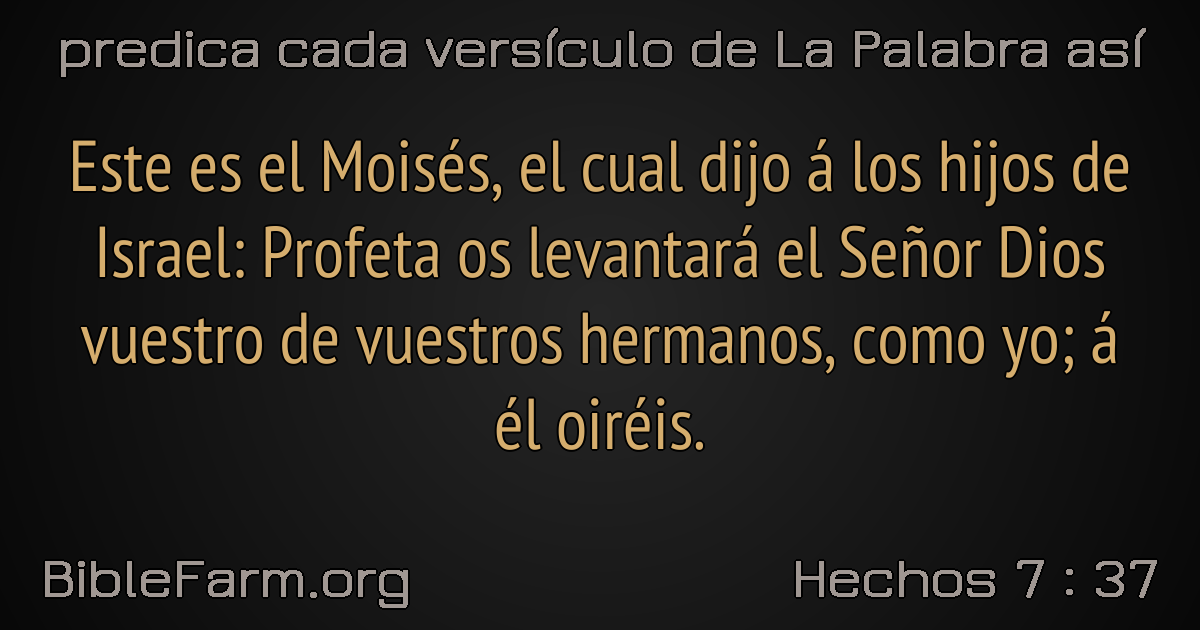 predica cada versículo de La Palabra así
Este es el Moisés, el cual dijo á los hijos de
Israel: Profeta os levantará el Señor Dios
vuestro de vuestros hermanos, como yo; á
él oiréis.
BibleFarm.org
Hechos 7 : 37